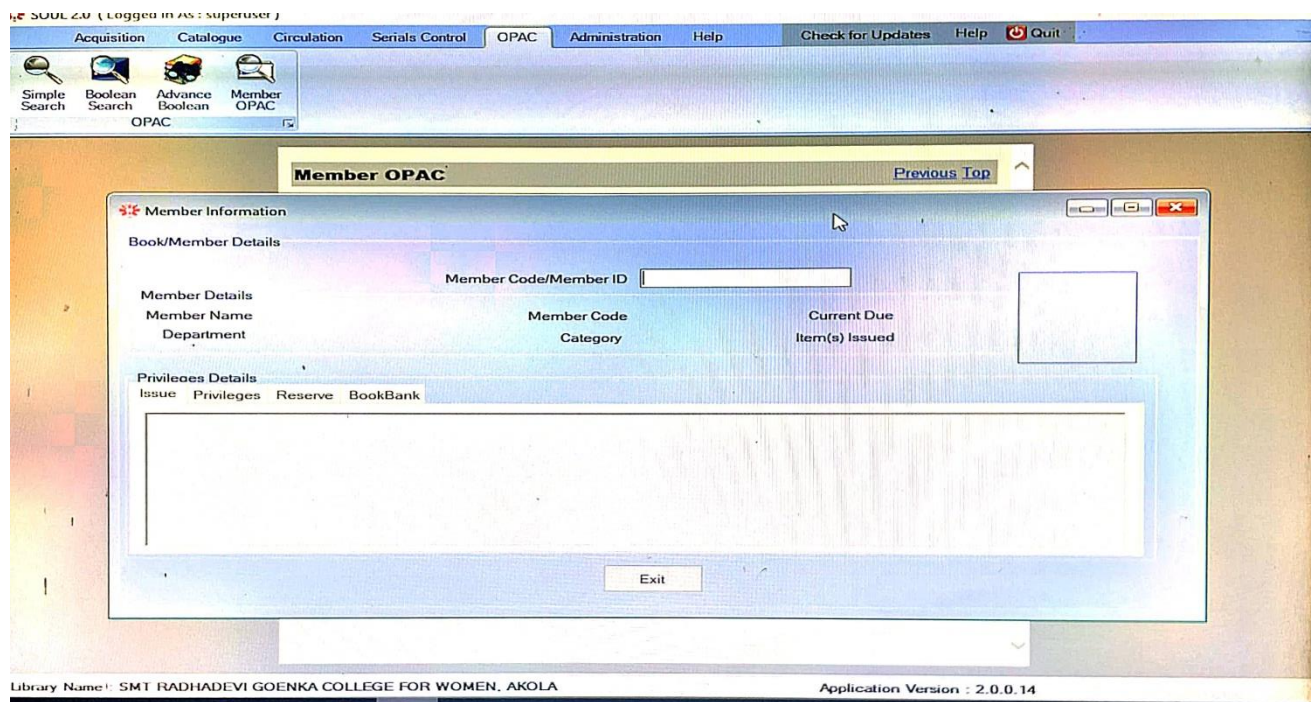 SOUL 2.0 ( Logged in As : superuser )
Acquisition Catalogue Circulation Serials Control OPAC Administration Help Check for Updates Help Quit
Simple Search Boolean Search Advance Boolean Member OPAC
OPAC
Member OPAC Previous Top
Member Information
Book/Member Details
Member Code/Member ID
Member Details
Member Name Member Code Current Due
Department Category Item(s) Issued
Privileges Details
Issue Privileges Reserve BookBank
Exit
Library Name : SMT RADHADEVI GOENKA COLLEGE FOR WOMEN, AKOLA Application Version : 2.0.0.14